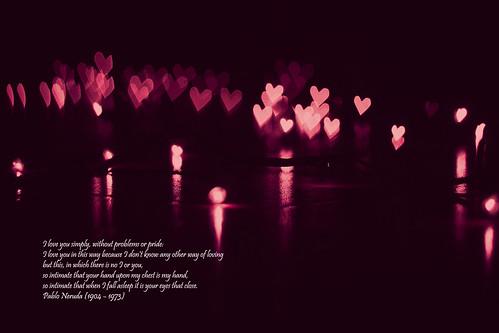 I love you simply, without problems or pride:
I love you in this way because I don't know any other way of loving
but this, in which there is no I or you,
so intimate that your hand upon my chest is my hand,
so intimate that when I fall asleep it is your eyes that close.
Pablo Neruda (1904 - 1973)